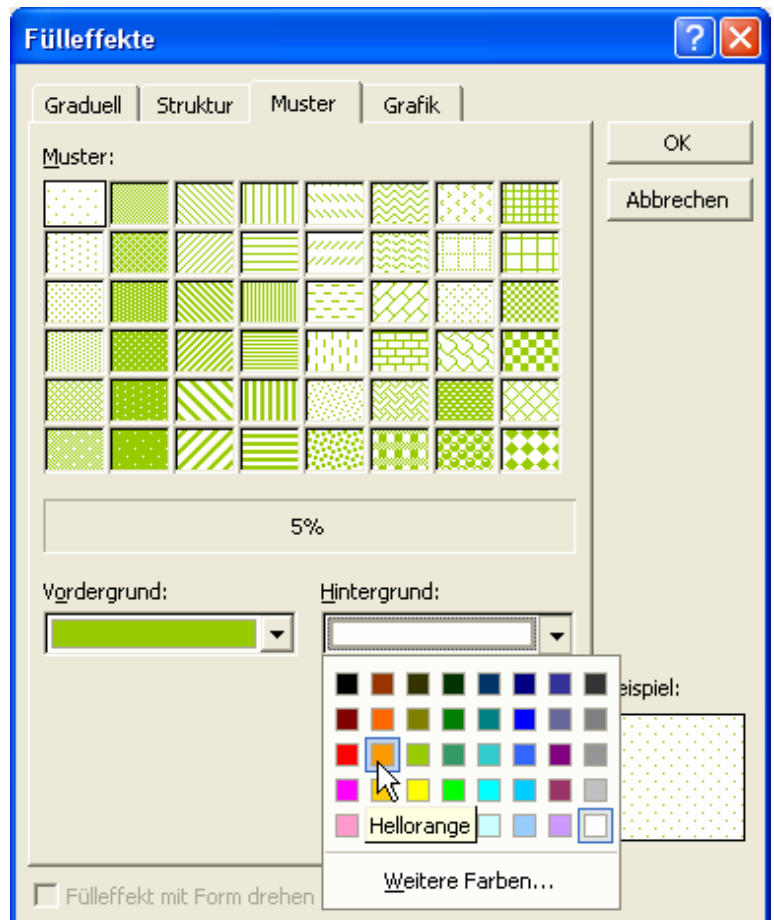 Fülleffekte
Graduell Struktur Muster Grafik
OK
Muster:
Abbrechen
5%
Vordergrund: Hintergrund:
eispiel:
Hellorange
Weitere Farben...
Fülleffekt mit Form drehen